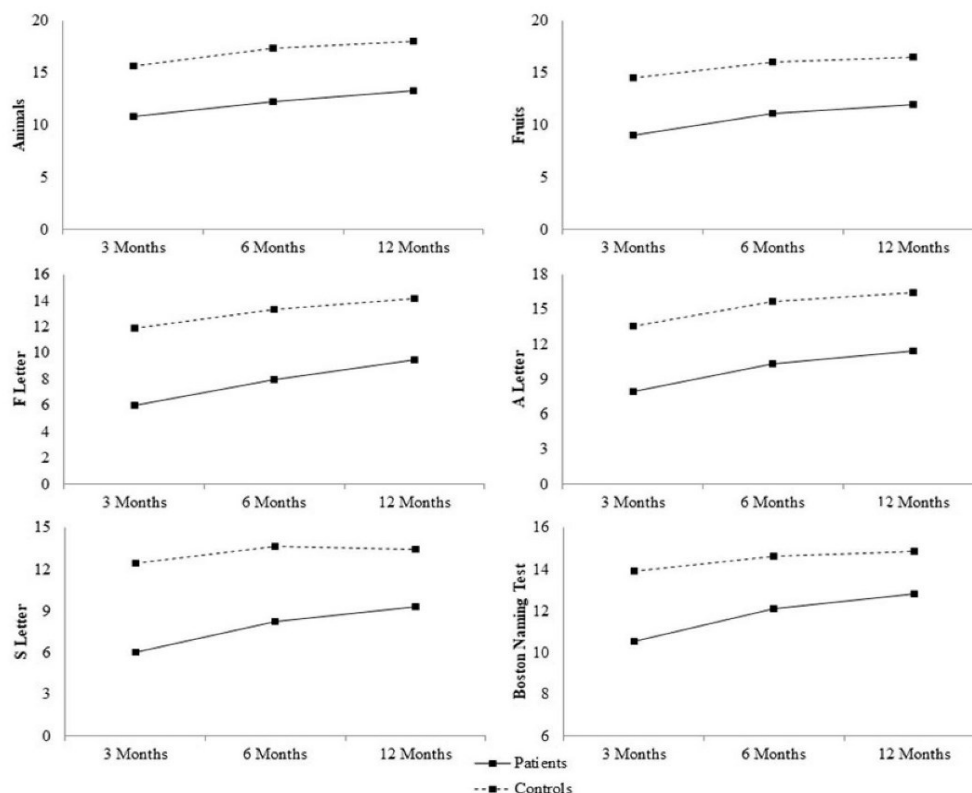 20
15
10
5
0
Animals
3 Months 6 Months 12 Months
20
15
10
5
0
Fruits
3 Months 6 Months 12 Months
16
14
12
10
8
6
4
2
0
F Letter
3 Months 6 Months 12 Months
18
15
12
9
6
3
0
A Letter
3 Months 6 Months 12 Months
15
12
9
6
3
0
S Letter
3 Months 6 Months 12 Months
16
14
12
10
8
6
Boston Naming Test
3 Months 6 Months 12 Months
Patients
Controls